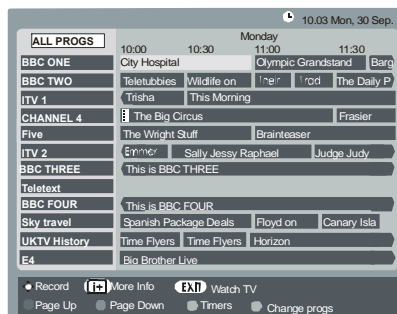 10.03 Mon, 30 Sep.
ALL PROGS
Monday
10:00 10:30 11:00 11:30
BBC ONE City Hospital Olympic Grandstand Barg
BBC TWO Teletubbies Wildlife on The Daily P
ITV 1 Trisha This Morning
CHANNEL 4 The Big Circus Frasier
Five The Wright Stuff Brainteaser
ITV 2 Emmer Sally Jessy Raphael Judge Judy
BBC THREE This is BBC THREE
Teletext
BBC FOUR This is BBC FOUR
Sky travel Spanish Package Deals Floyd on Canary Isla
UKTV History Time Flyers Time Flyers Horizon
E4 Big Brother Live
Record i+ More Info EXIT Watch TV
Page Up Page Down Timers Change progs